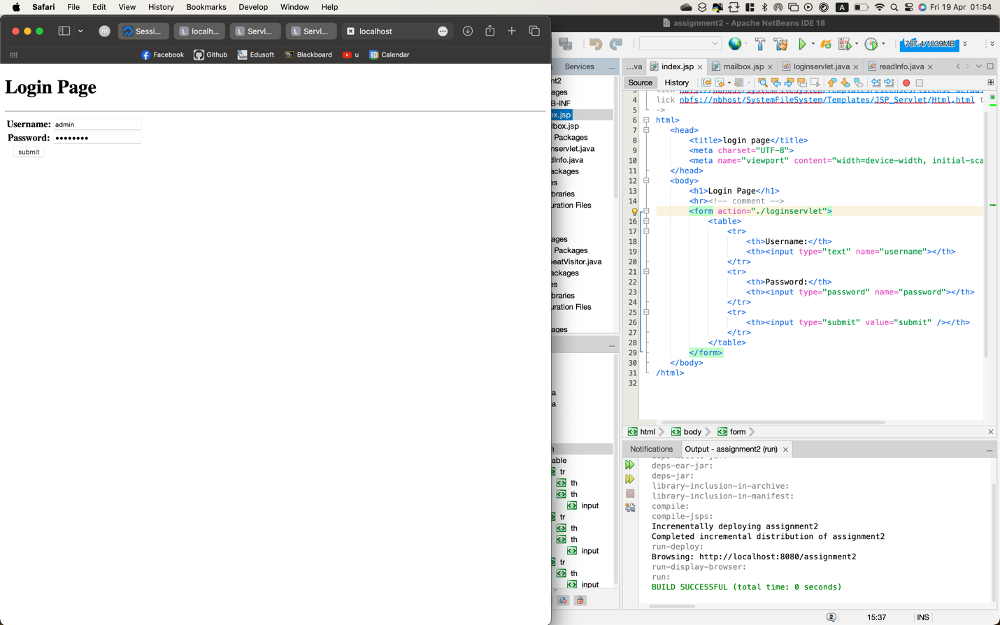 Safari File Edit View History Bookmarks Develop Window Help
A
Fri 19 Apr 01:54
m
Sessi...
L localh...
L Servl...
L Servl...
localhost
Facebook
Github
Edusoft
Bb Blackboard
u
Calendar
Login Page
Username: admin
Password: ••••••••
submit
assignment2 - Apache NetBeans IDE 18
767.4/1039MB
Services
nt2
ages
B-INF
ex.jsp
lbox.jsp
Packages
nservlet.java
dInfo.java
ackages
es
braries
uration Files
ages
Packages
eatVisitor.java
ackages
es
braries
uration Files
ages
a
a
able
tr
th
th
input
tr
th
th
input
tr
th
input
...va
index.jsp
mailbox.jsp
loginservlet.java
readInfo.java
Source History
lick nbfs://nbhost/SystemFileSystem/Templates/Licenses/license-defaul
4 lick nbfs://nbhost/SystemFileSystem/Templates/JSP_Servlet/Html.html t
5 ->
6 html>
7 <head>
8 <title>login page</title>
9 <meta charset="UTF-8">
10 <meta name="viewport" content="width=device-width, initial-sca
11 </head>
12 <body>
13 <h1>Login Page</h1>
14 <hr><!-- comment -->
<form action="./loginservlet">
16 <table>
17 <tr>
18 <th>Username:</th>
19 <th><input type="text" name="username"></th>
20 </tr>
21 <tr>
22 <th>Password:</th>
23 <th><input type="password" name="password"></th>
24 </tr>
25 <tr>
26 <th><input type="submit" value="submit" /></th>
27 </tr>
28 </table>
29 </form>
30 </body>
31 /html>
32
html body form
Notifications
Output - assignment2 (run)
deps-ear-jar:
deps-jar:
library-inclusion-in-archive:
library-inclusion-in-manifest:
compile:
compile-jsps:
Incrementally deploying assignment2
Completed incremental distribution of assignment2
run-deploy:
Browsing: http://localhost:8080/assignment2
run-display-browser:
run:
BUILD SUCCESSFUL (total time: 0 seconds)
2
15:37
INS